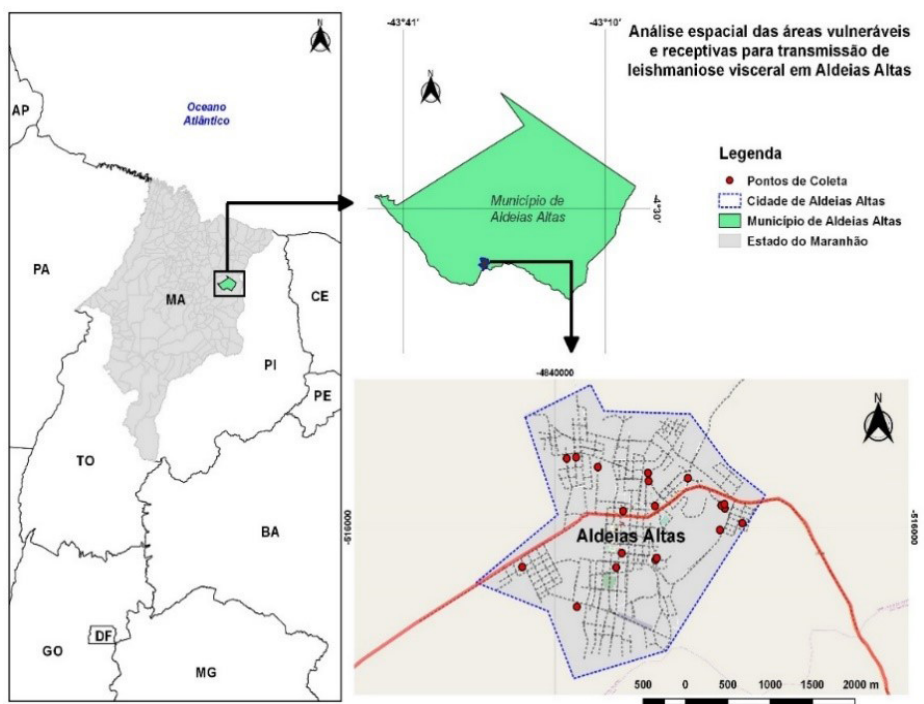 N
Oceano
Atlântico
AP
PA
MA
CE
PI
PE
TO
BA
GO
DF
MG
-43°41'
-43°10'
N
Município de
Aldeias Altas
-4°30'
Análise espacial das áreas vulneráveis
e receptivas para transmissão de
leishmaniose visceral em Aldeias Altas
Legenda
Pontos de Coleta
Cidade de Aldeias Altas
Município de Aldeias Altas
Estado do Maranhão
-4840000
N
-516000
-516000
Aldeias Altas
500 0 500 1000 1500 2000 m